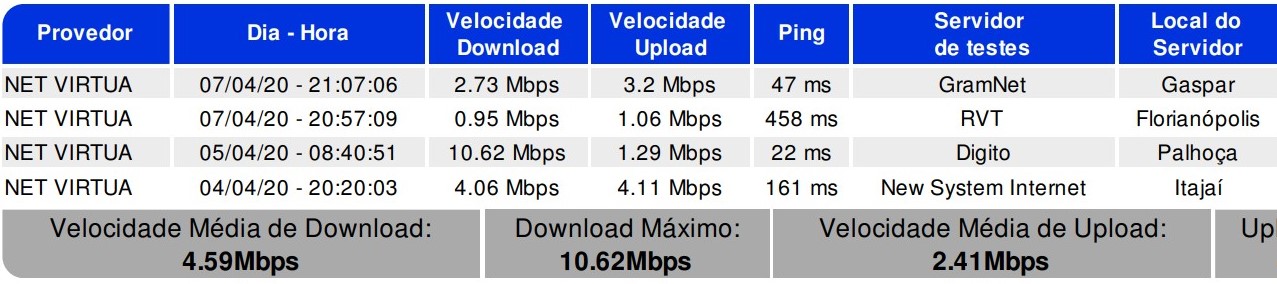 Provedor Dia - Hora Velocidade Download Velocidade Upload Ping Servidor de testes Local do Servidor
NET VIRTUA 07/04/20 - 21:07:06 2.73 Mbps 3.2 Mbps 47 ms GramNet Gaspar
NET VIRTUA 07/04/20 - 20:57:09 0.95 Mbps 1.06 Mbps 458 ms RVT Florianópolis
NET VIRTUA 05/04/20 - 08:40:51 10.62 Mbps 1.29 Mbps 22 ms Digito Palhoça
NET VIRTUA 04/04/20 - 20:20:03 4.06 Mbps 4.11 Mbps 161 ms New System Internet Itajaí
Velocidade Média de Download: Download Máximo: Velocidade Média de Upload:
4.59Mbps 10.62Mbps 2.41Mbps